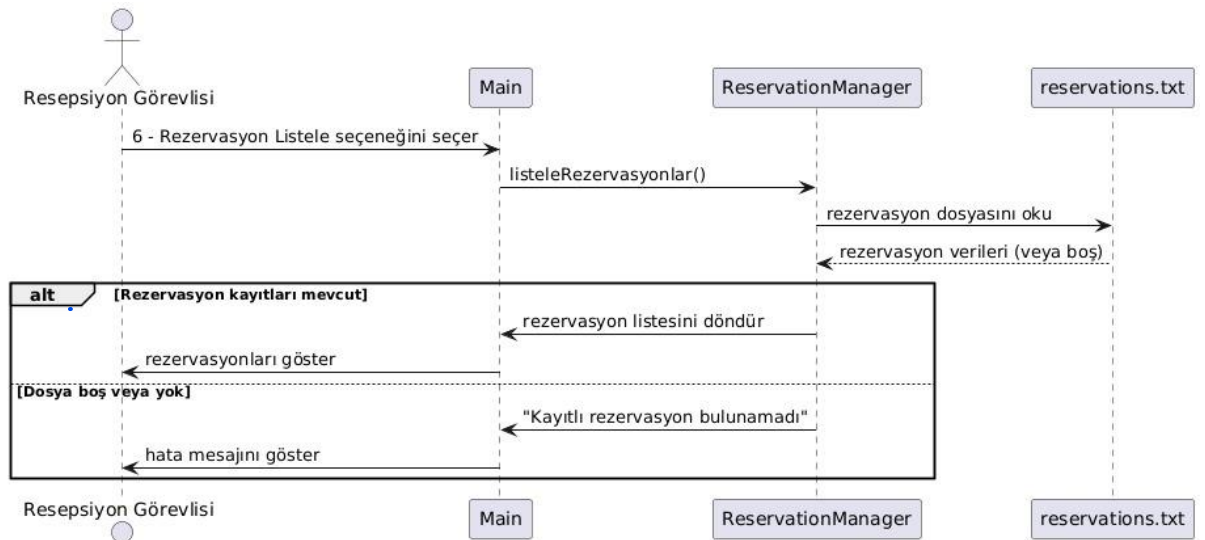 Resepsiyon Görevlisi
Main
ReservationManager
reservations.txt
6 - Rezervasyon Listele seçeneğini seçer
listeleRezervasyonlar()
rezervasyon dosyasını oku
rezervasyon verileri (veya boş)
alt [Rezervasyon kayıtları mevcut]
rezervasyon listesini döndür
rezervasyonları göster
[Dosya boş veya yok]
"Kayıtlı rezervasyon bulunamadı"
hata mesajını göster
Resepsiyon Görevlisi
Main
ReservationManager
reservations.txt